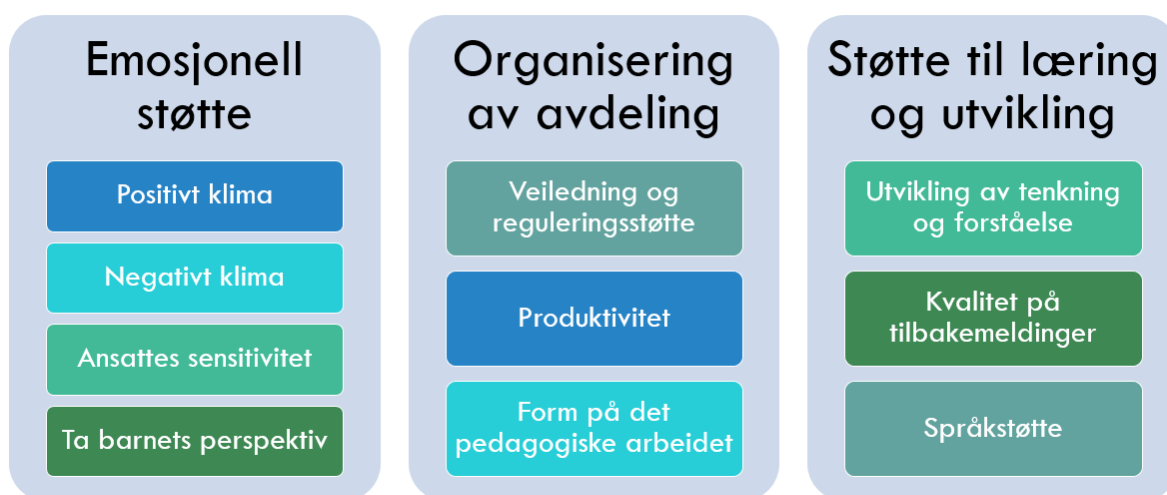 Emosjonell
støtte
Positivt klima
Negativt klima
Ansattes sensitivitet
Ta barnets perspektiv
Organisering
av avdeling
Veiledning og
reguleringsstøtte
Produktivitet
Form på det
pedagogiske arbeidet
Støtte til læring
og utvikling
Utvikling av tenkning
og forståelse
Kvalitet på
tilbakemeldinger
Språkstøtte